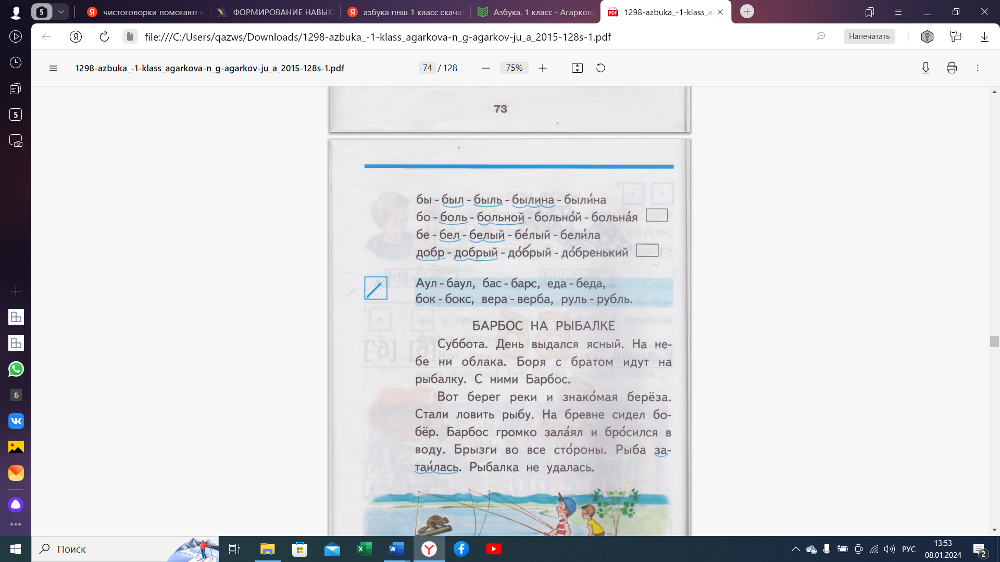 5
чистоговорки помогают г
ФОРМИРОВАНИЕ НАВЫК
азбука пнш 1 класс скачат
Азбука. 1 класс - Агаркова
1298-azbuka_-1-klass_aga
file:///C:/Users/qazws/Downloads/1298-azbuka_-1-klass_agarkova-n_g-agarkov-ju_a_2015-128s-1.pdf
Напечатать
1298-azbuka_-1-klass_agarkova-n_g-agarkov-ju_a_2015-128s-1.pdf
74 / 128
75%
5
Б
73
бы - был - быль - былина - были́на
бо - боль - больной - больно́й - больна́я
бе - бел - белый - бе́лый - бели́ла
добр - добрый - до́брый - до́бренький
Аул - баул, бас - барс, еда - беда,
бок - бокс, вера - верба, руль - рубль.
БАРБОС НА РЫБАЛКЕ
Суббота. День выдался ясный. На не-
бе ни облака. Боря с братом идут на
рыбалку. С ними Барбос.
Вот берег реки и знако́мая берёза.
Стали ловить рыбу. На бревне сидел бо-
бёр. Барбос громко зала́ял и бро́сился в
воду. Брызги во все сто́роны. Рыба за-
таи́лась. Рыбалка не удалась.
Поиск
РУС
13:53
08.01.2024
2